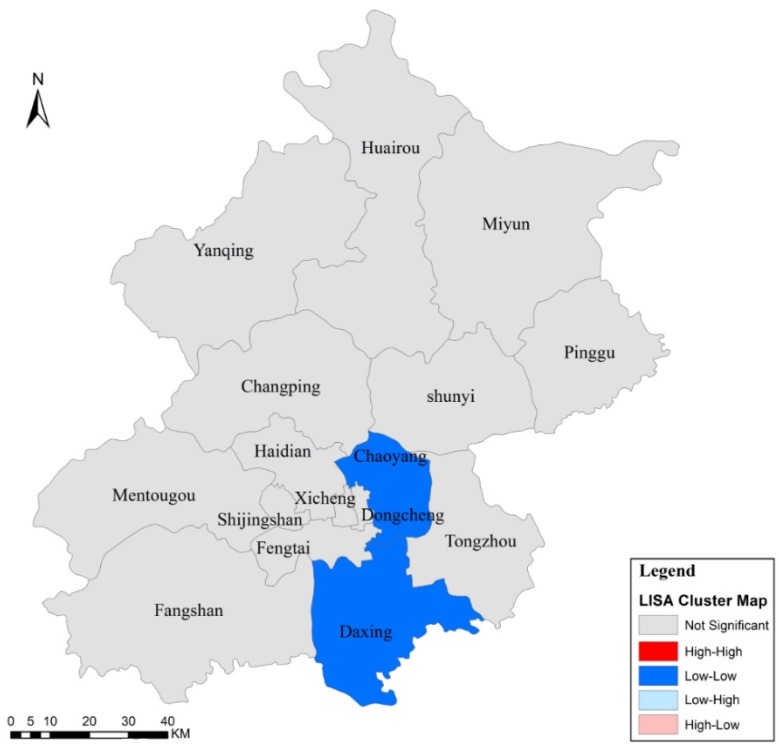 N
Huairou
Miyun
Yanqing
Pinggu
Changping
shunyi
Haidian
Chaoyang
Mentougou
Xicheng
Shijingshan
Dongcheng
Fengtai
Tongzhou
Fangshan
Daxing
Legend
LISA Cluster Map
Not Significant
High-High
Low-Low
Low-High
High-Low
0 5 10 20 30 40
KM